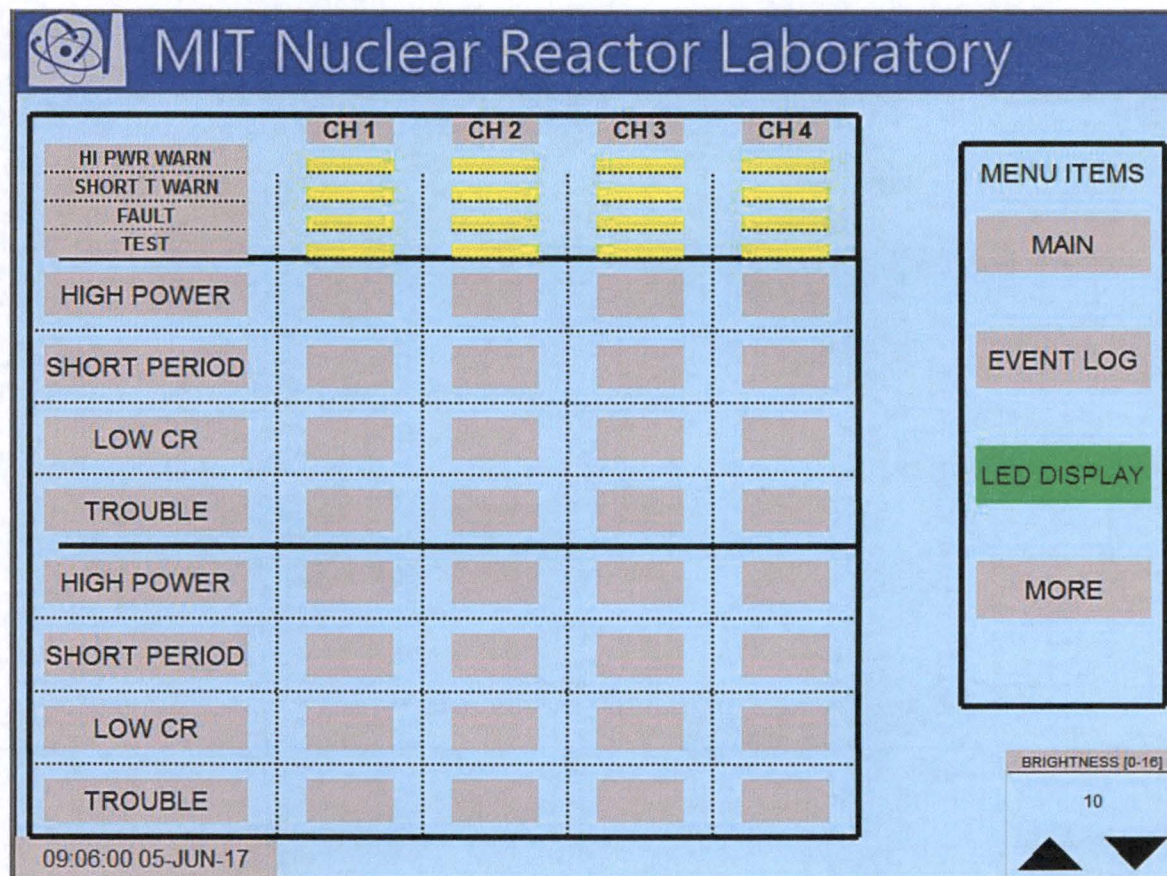 MIT Nuclear Reactor Laboratory
CH 1 CH 2 CH 3 CH 4
HI PWR WARN
SHORT T WARN
FAULT
TEST
HIGH POWER
SHORT PERIOD
LOW CR
TROUBLE
HIGH POWER
SHORT PERIOD
LOW CR
TROUBLE
09:06:00 05-JUN-17
MENU ITEMS
MAIN
EVENT LOG
LED DISPLAY
MORE
BRIGHTNESS [0-16]
10